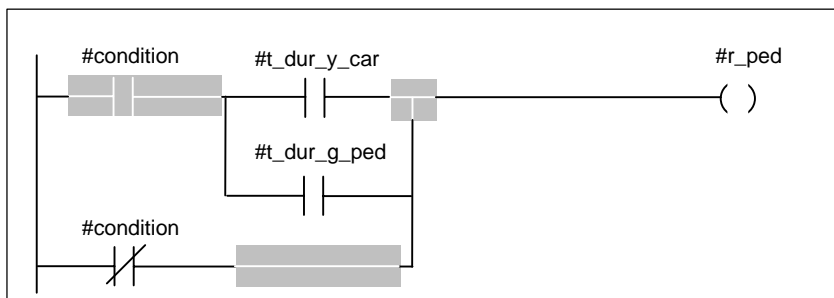 #condition
#t_dur_y_car
#r_ped
#t_dur_g_ped
#condition